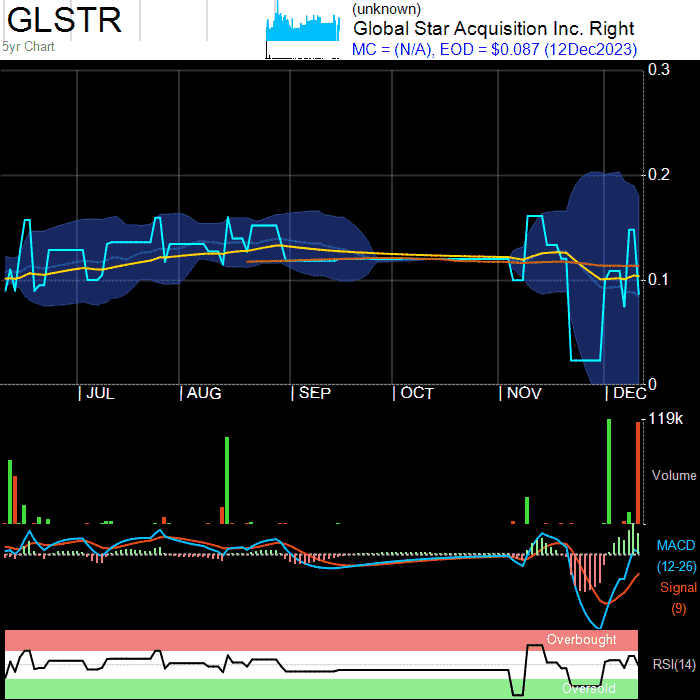 GLSTR
5yr Chart
(unknown)
Global Star Acquisition Inc. Right
MC = (N/A), EOD = $0.087 (12Dec2023)
0.3
0.2
0.1
0
| JUL | AUG | SEP | OCT | NOV | DEC
119k
Volume
MACD
(12-26)
Signal
(9)
Overbought
RSI(14)
Oversold